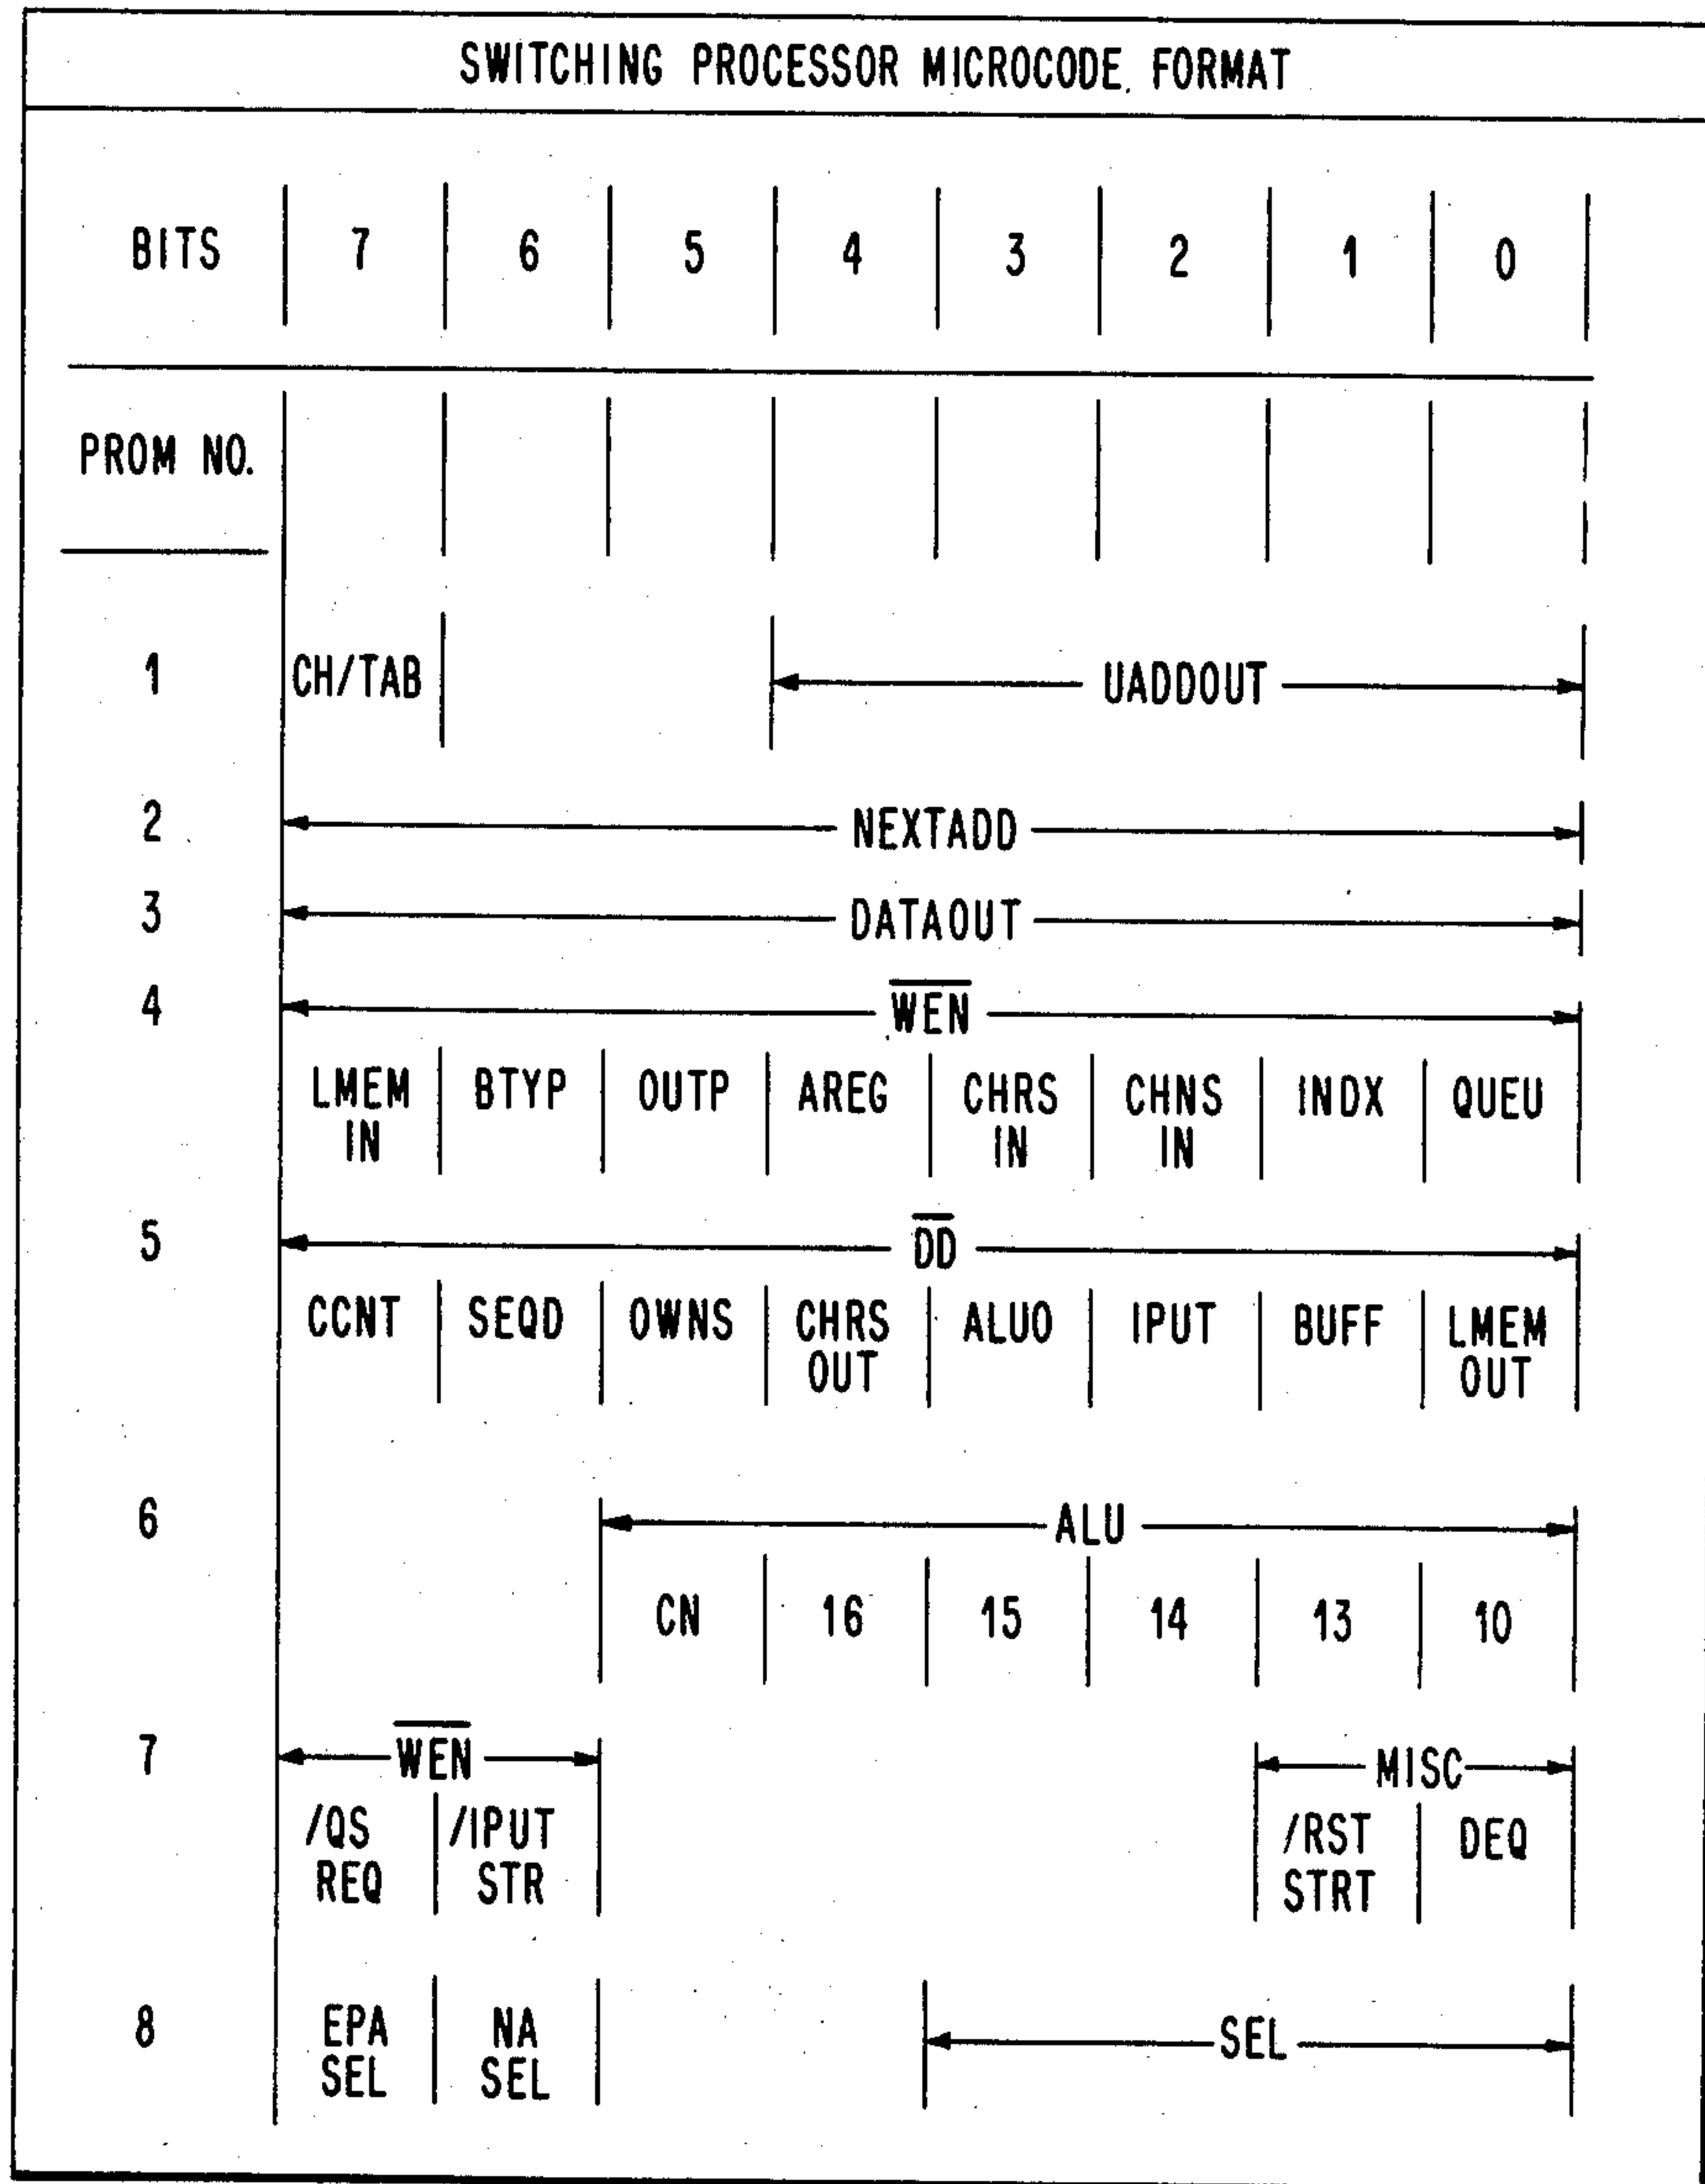 SWITCHING PROCESSOR MICROCODE FORMAT
BITS 7 6 5 4 3 2 1 0
PROM NO.
1 CH/TAB UADDOUT
2 NEXTADD
3 DATAOUT
4 W̅E̅N̅
LMEM IN BTYP OUTP AREG CHRS IN CHNS IN INDX QUEU
5 D̅D̅
CCNT SEQD OWNS CHRS OUT ALUO IPUT BUFF LMEM OUT
6 ALU
CN 16 15 14 13 10
7 W̅E̅N̅ MISC
/QS REQ /IPUT STR /RST STRT DEQ
8 EPA SEL NA SEL SEL